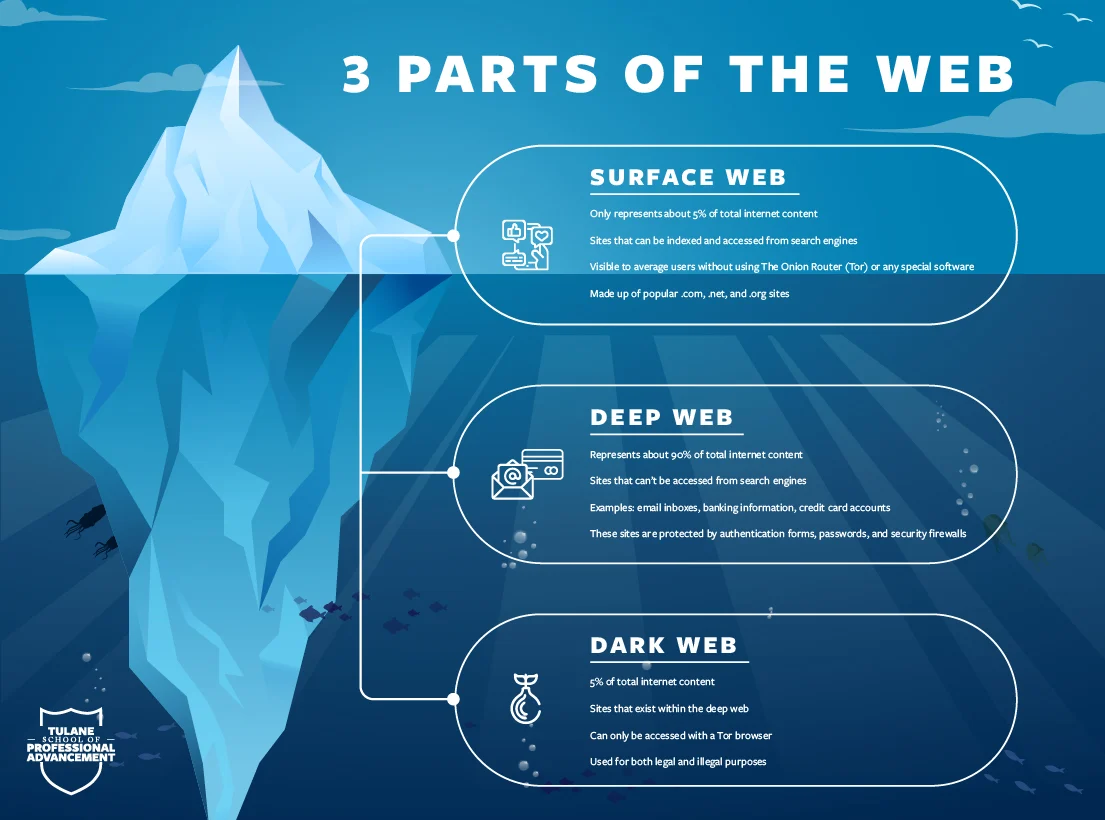 3 PARTS OF THE WEB
SURFACE WEB
Only represents about 5% of total internet content
Sites that can be indexed and accessed from search engines
Visible to average users without using The Onion Router (Tor) or any special software
Made up of popular .com, .net, and .org sites
DEEP WEB
Represents about 90% of total internet content
Sites that can't be accessed from search engines
Examples: email inboxes, banking information, credit card accounts
These sites are protected by authentication forms, passwords, and security firewalls
@
DARK WEB
5% of total internet content
Sites that exist within the deep web
Can only be accessed with a Tor browser
Used for both legal and illegal purposes
TULANE
SCHOOL OF
PROFESSIONAL
ADVANCEMENT